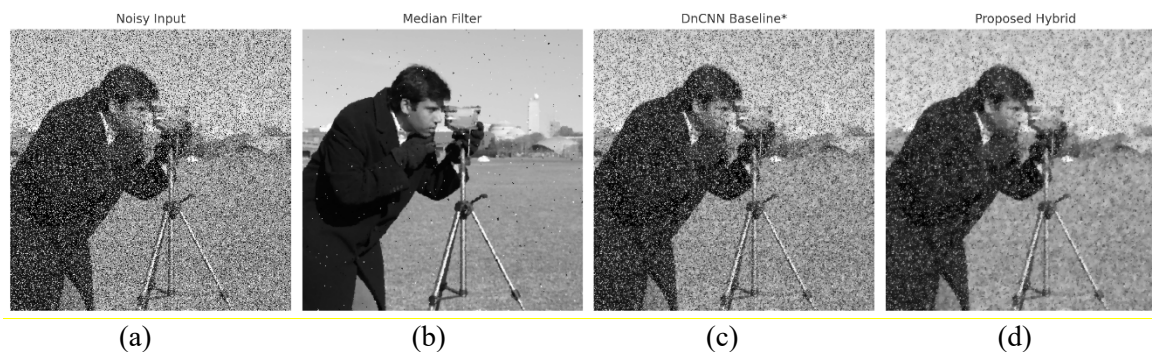 Noisy Input Median Filter DnCNN Baseline* Proposed Hybrid
(a) (b) (c) (d)